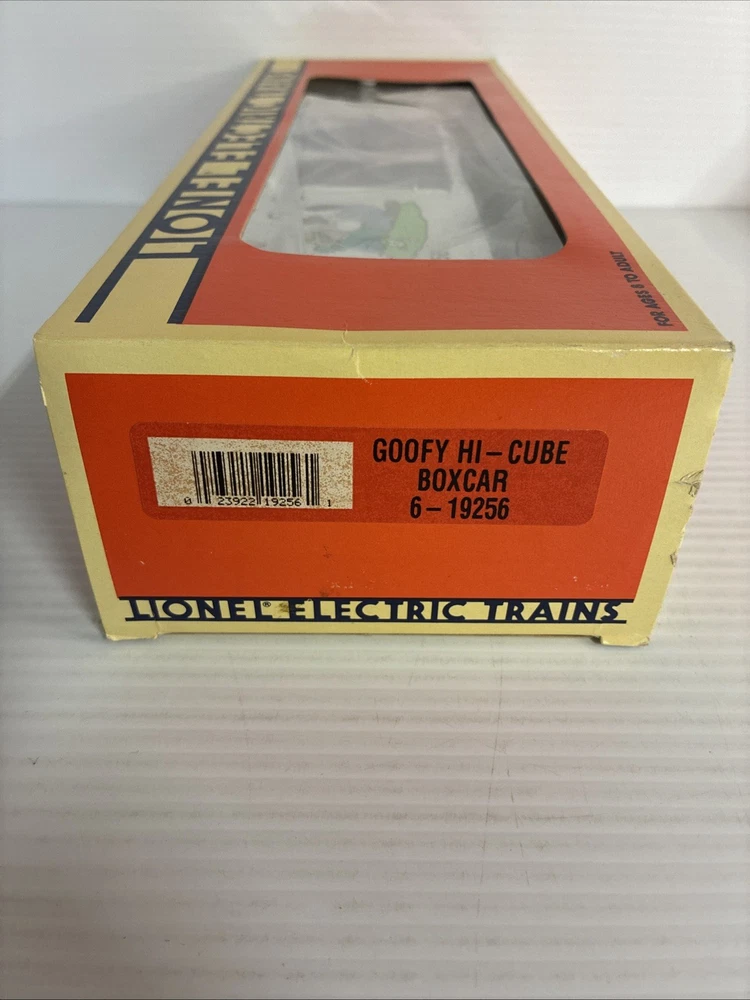 LIONEL ELECTRIC TRAINS
FOR AGES 8 TO ADULT
GOOFY HI-CUBE
BOXCAR
6-19256
0 23922 19256 1
LIONEL® ELECTRIC TRAINS